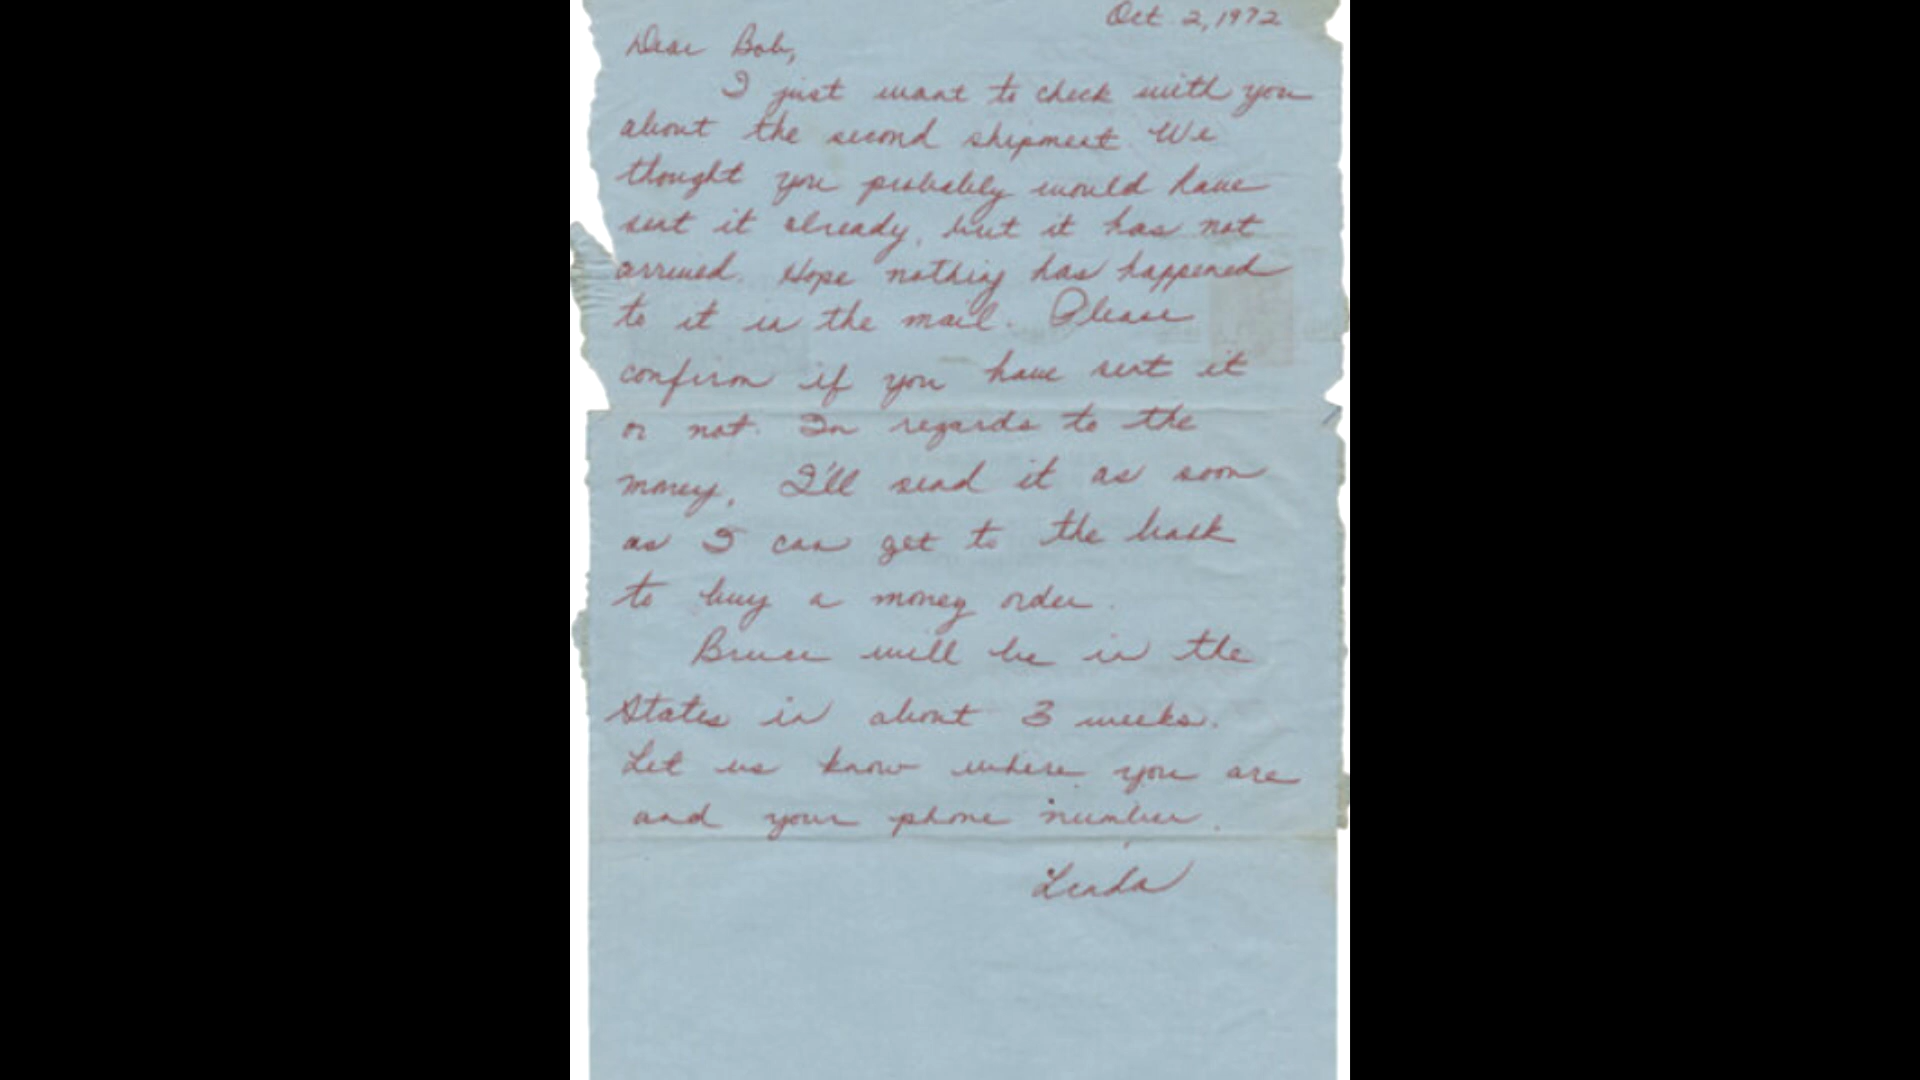 Oct 2, 1972
Dear Bob,
I just want to check with you
about the second shipment. We
thought you probably would have
sent it already, but it has not
arrived. Hope nothing has happened
to it in the mail. Please
confirm if you have sent it
or not. In regards to the
money, I'll send it as soon
as I can get to the bank
to buy a money order.
Bruce will be in the
States in about 3 weeks.
Let us know where you are
and your phone number.
Linda